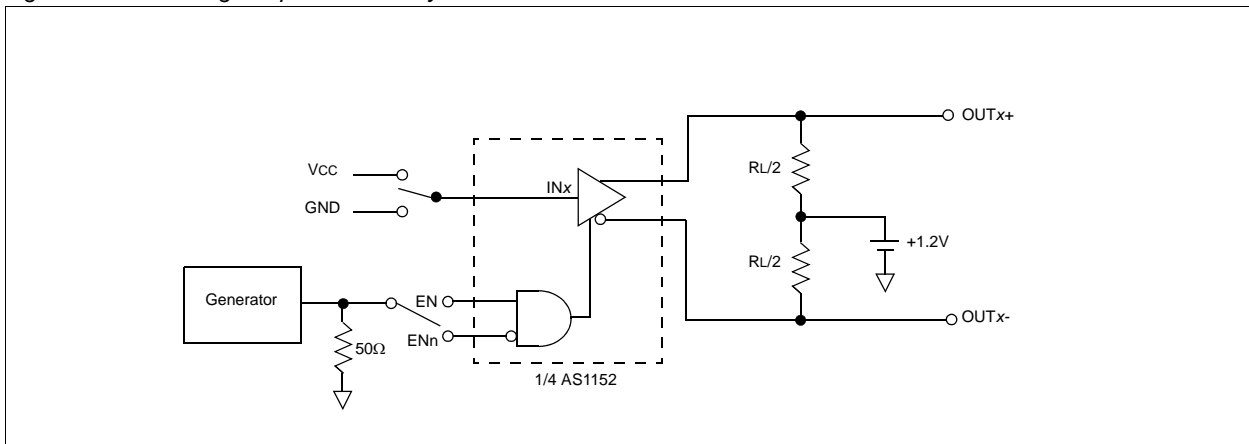 VCC
GND
INx
OUTx+
RL/2
+1.2V
RL/2
OUTx-
Generator
50Ω
EN
ENn
1/4 AS1152